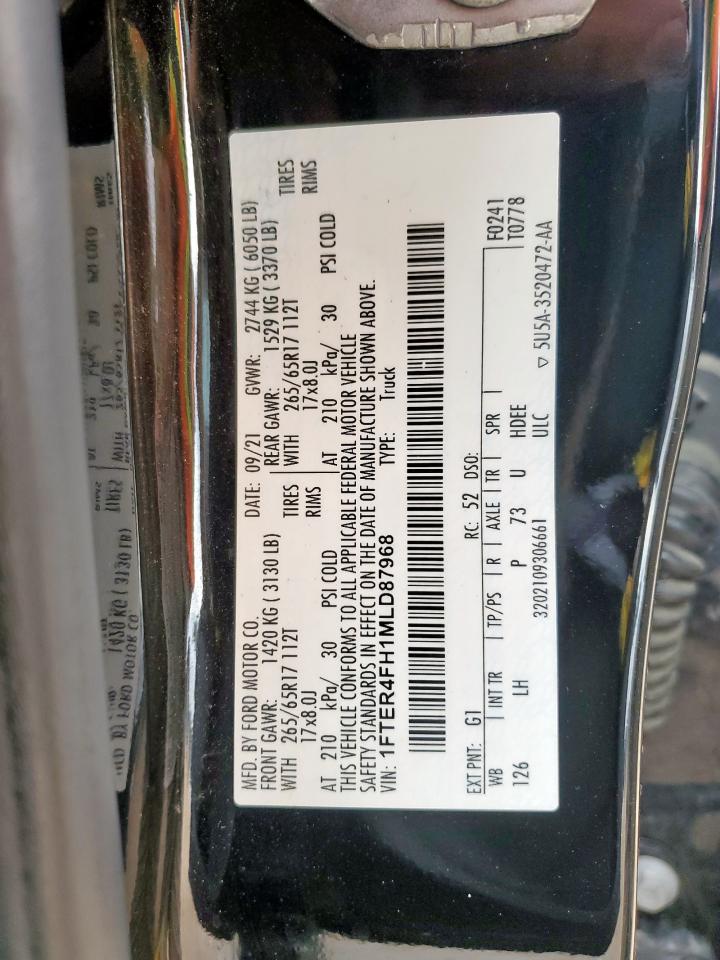 MFD. BY FORD MOTOR CO.
DATE: 09/21 GVWR: 2744 KG ( 6050 LB)
FRONT GAWR: 1420 KG ( 3130 LB) REAR GAWR: 1529 KG ( 3370 LB)
WITH 265/65R17 112T TIRES WITH 265/65R17 112T TIRES
17x8.0J RIMS 17x8.0J RIMS
AT 210 kPa/ 30 PSI COLD AT 210 kPa/ 30 PSI COLD
THIS VEHICLE CONFORMS TO ALL APPLICABLE FEDERAL MOTOR VEHICLE
SAFETY STANDARDS IN EFFECT ON THE DATE OF MANUFACTURE SHOWN ABOVE.
VIN: 1FTER4FH1MLD87968 TYPE: Truck
EXT PNT: G1 RC: 52 DSO: F0241
WB INT TR TP/PS R AXLE TR SPR T0778
126 LH P 73 U HDEE
ULC
3202109306661 ▽ 5U5A-3520472-AA